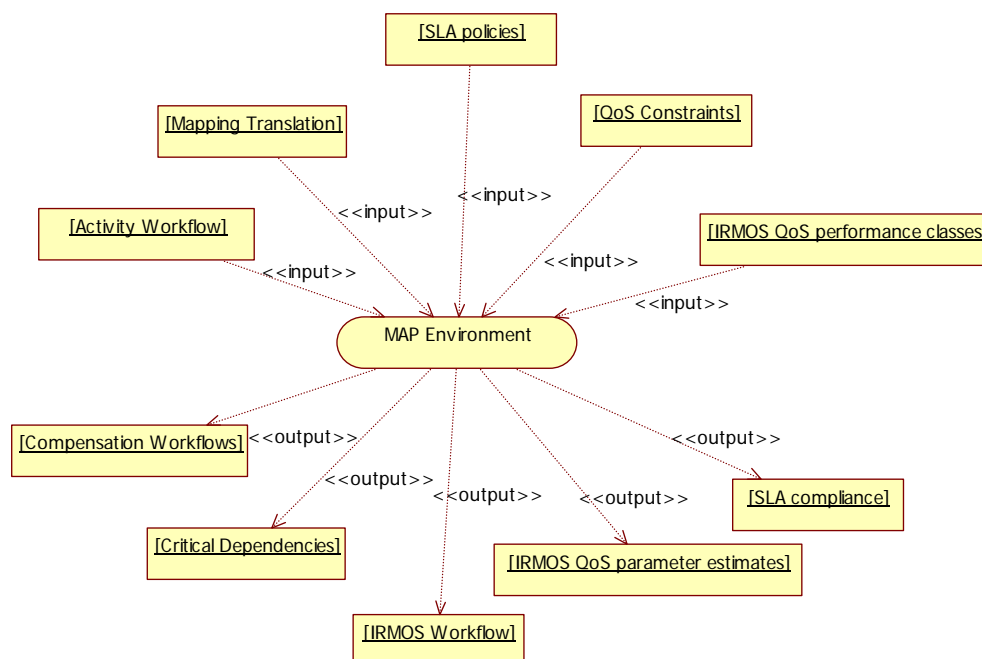 [SLA policies]
[Mapping Translation]
[QoS Constraints]
[Activity Workflow]
[IRMOS QoS performance classes
<<input>>
<<input>>
<<input>>
<<input>>
<<input>>
MAP Environment
[Compensation Workflows]
<<output>>
<<output>>
<<output>>
<<output>>
<<output>>
[SLA compliance]
[Critical Dependencies]
[IRMOS QoS parameter estimates]
[IRMOS Workflow]